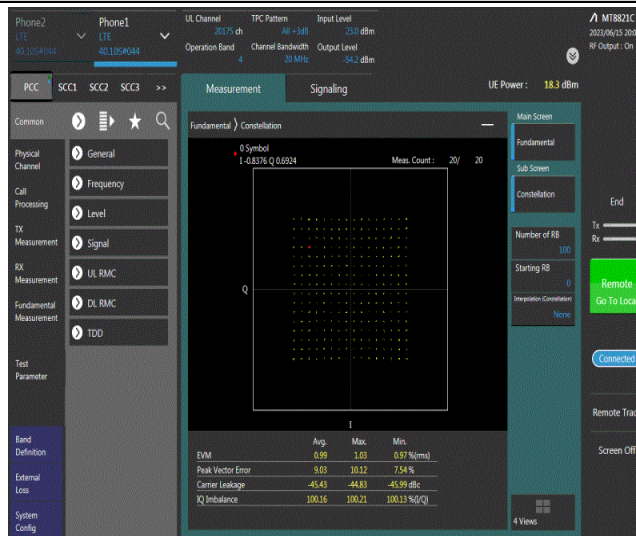 Phone2
LTE
40.105#044
Phone1
LTE
40.105#044
UL Channel
20175 ch
TPC Pattern
All +3dB
Input Level
23.0 dBm
Operation Band
4
Channel Bandwidth
20 MHz
Output Level
-54.2 dBm
MT8821C
2023/06/15 20:0
RF Output : On
PCC
SCC1
SCC2
SCC3
>>
Measurement
Signaling
UE Power : 18.3 dBm
Common
Physical
Channel
Call
Processing
TX
Measurement
RX
Measurement
Fundamental
Measurement
Test
Parameter
Band
Definition
External
Loss
System
Config
General
Frequency
Level
Signal
UL RMC
DL RMC
TDD
Fundamental > Constellation
0 Symbol
I -0.8376 Q 0.6924
Meas. Count : 20/ 20
Q
I
Avg. Max. Min.
EVM 0.99 1.03 0.97 %(rms)
Peak Vector Error 9.03 10.12 7.54 %
Carrier Leakage -45.43 -44.83 -45.99 dBc
IQ Imbalance 100.16 100.21 100.13 %(I/Q)
Main Screen
Fundamental
Sub Screen
Constellation
Number of RB
100
Starting RB
0
Interpolation (Constellation)
None
4 Views
End
Tx
Rx
Remote
Go To Loca
Connected
Remote Trac
Screen Off